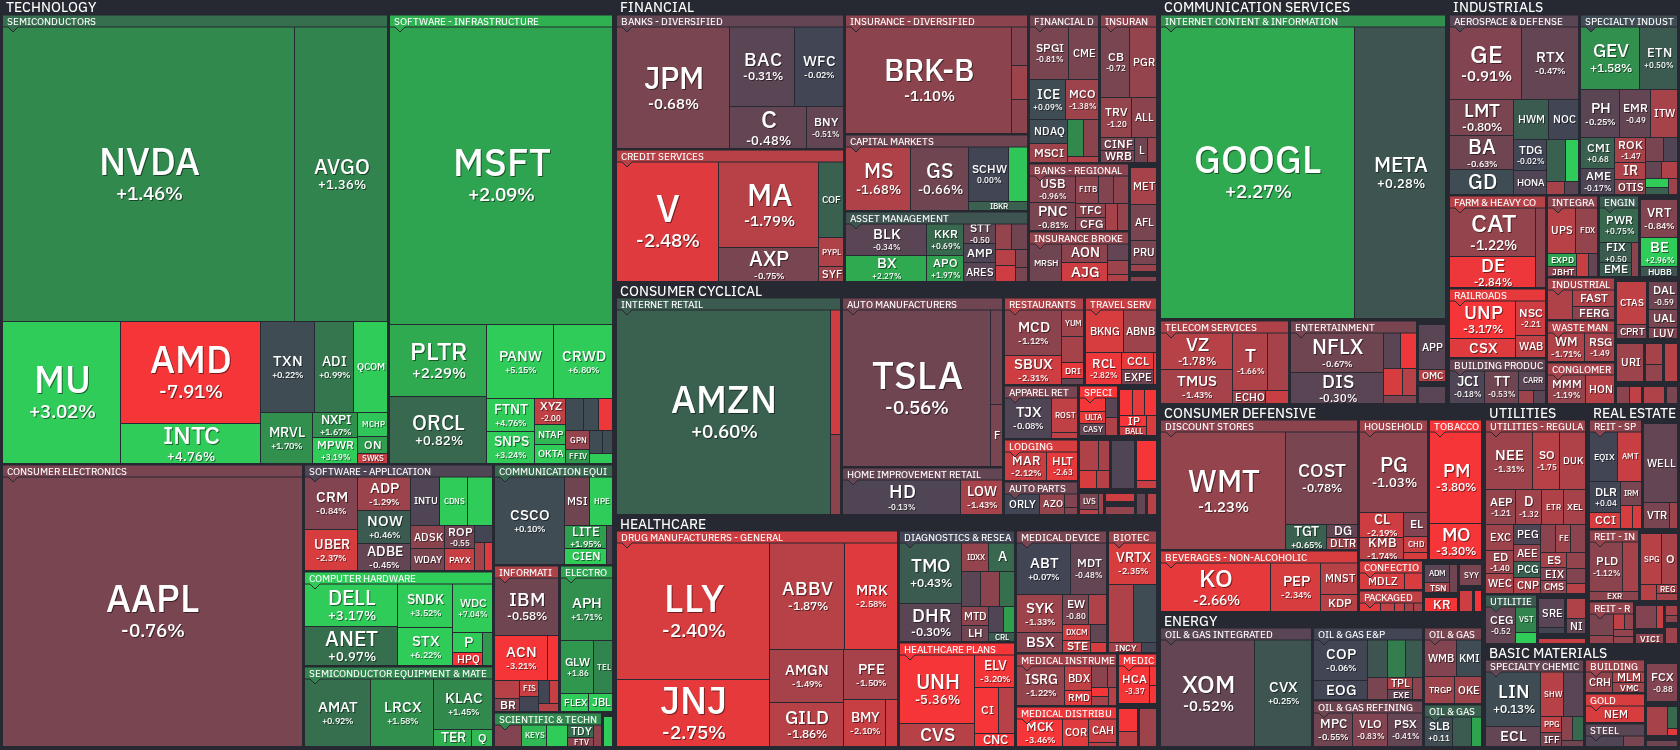 TECHNOLOGY
SEMICONDUCTORS
NVDA
+1.46%
AVGO
+1.36%
MU
+3.02%
AMD
-7.91%
INTC
+4.76%
TXN
+0.22%
ADI
+0.99%
QCOM
MRVL
+1.70%
NXPI
+1.67%
MCHP
MPWR
+3.19%
ON
SWKS
SOFTWARE - INFRASTRUCTURE
MSFT
+2.09%
PLTR
+2.29%
ORCL
+0.82%
PANW
+5.15%
CRWD
+6.80%
FTNT
+4.76%
SNPS
+3.24%
XYZ
-2.00
NTAP
OKTA
GPN
FFIV
CONSUMER ELECTRONICS
AAPL
-0.76%
SOFTWARE - APPLICATION
CRM
-0.84%
UBER
-2.37%
ADP
-1.29%
NOW
+0.46%
ADBE
-0.45%
INTU
CDNS
ADSK
ROP
-0.55
WDAY
PAYX
COMMUNICATION EQUI
CSCO
+0.10%
MSI
HPE
LITE
+1.95%
CIEN
COMPUTER HARDWARE
DELL
+3.17%
ANET
+0.97%
SNDK
+3.52%
WDC
+7.04%
STX
+6.22%
P
HPQ
INFORMATI
IBM
-0.58%
ACN
-3.21%
FIS
BR
ELECTRO
APH
+1.71%
GLW
+1.86
TEL
FLEX
JBL
SEMICONDUCTOR EQUIPMENT & MATE
AMAT
+0.92%
LRCX
+1.58%
KLAC
+1.45%
TER
Q
SCIENTIFIC & TECHN
KEYS
TDY
FTV
FINANCIAL
BANKS - DIVERSIFIED
JPM
-0.68%
BAC
-0.31%
WFC
-0.02%
C
-0.48%
BNY
-0.51%
CREDIT SERVICES
V
-2.48%
MA
-1.79%
AXP
-0.75%
COF
PYPL
SYF
INSURANCE - DIVERSIFIED
BRK-B
-1.10%
CAPITAL MARKETS
MS
-1.68%
GS
-0.66%
SCHW
0.00%
IBKR
ASSET MANAGEMENT
BLK
-0.34%
BX
+2.27%
KKR
+0.69%
APO
+1.97%
STT
-0.50
AMP
ARES
FINANCIAL D
SPGI
-0.81%
CME
ICE
+0.09%
MCO
-1.38%
NDAQ
MSCI
INSURAN
CB
-0.72
PGR
TRV
-1.20
ALL
CINF
WRB
L
BANKS - REGIONAL
USB
-0.96%
FITB
PNC
-0.81%
TFC
CFG
MET
AFL
PRU
INSURANCE BROKE
MRSH
AON
AJG
CONSUMER CYCLICAL
INTERNET RETAIL
AMZN
+0.60%
AUTO MANUFACTURERS
TSLA
-0.56%
F
HOME IMPROVEMENT RETAIL
HD
-0.13%
LOW
-1.43%
RESTAURANTS
MCD
-1.12%
YUM
SBUX
-2.31%
DRI
TRAVEL SERV
BKNG
ABNB
RCL
-2.82%
CCL
EXPE
APPAREL RET
TJX
-0.08%
ROST
SPECI
ULTA
CASY
IP
BALL
LODGING
MAR
-2.12%
HLT
-2.63
AUTO PARTS
ORLY
AZO
LVS
HEALTHCARE
DRUG MANUFACTURERS - GENERAL
LLY
-2.40%
JNJ
-2.75%
ABBV
-1.87%
MRK
-2.58%
AMGN
-1.49%
PFE
-1.50%
GILD
-1.86%
BMY
-2.10%
DIAGNOSTICS & RESEA
TMO
+0.43%
DHR
-0.30%
IDXX
A
MTD
LH
CRL
HEALTHCARE PLANS
UNH
-5.36%
CVS
ELV
-3.20%
CI
CNC
MEDICAL DEVICE
ABT
+0.07%
MDT
-0.48%
SYK
-1.33%
EW
-0.80
BSX
DXCM
STE
BIOTEC
VRTX
-2.35%
INCY
MEDICAL INSTRUME
ISRG
-1.22%
BDX
RMD
MEDIC
HCA
-3.37
MEDICAL DISTRIBU
MCK
-3.46%
COR
CAH
COMMUNICATION SERVICES
INTERNET CONTENT & INFORMATION
GOOGL
+2.27%
META
+0.28%
TELECOM SERVICES
VZ
-1.78%
TMUS
-1.43%
T
-1.66%
ECHO
ENTERTAINMENT
NFLX
-0.67%
DIS
-0.30%
APP
OMC
INDUSTRIALS
AEROSPACE & DEFENSE
GE
-0.91%
RTX
-0.47%
LMT
-0.80%
HWM
NOC
BA
-0.63%
TDG
-0.02%
GD
HONA
SPECIALTY INDUST
GEV
+1.58%
ETN
+0.50%
PH
-0.25%
EMR
-0.49
ITW
CMI
+0.68
ROK
-1.47
AME
-0.17%
IR
OTIS
FARM & HEAVY CO
CAT
-1.22%
DE
-2.84%
INTEGRA
UPS
FDX
EXPD
JBHT
ENGIN
PWR
+0.75%
FIX
+0.50
EME
VRT
-0.84%
BE
+2.96%
HUBB
RAILROADS
UNP
-3.17%
NSC
-2.21
CSX
WAB
INDUSTRIAL
FAST
FERG
CTAS
CPRT
DAL
-0.59
UAL
LUV
WASTE MAN
WM
-1.71%
RSG
-1.49
URI
BUILDING PRODUC
JCI
-0.18%
TT
-0.53%
CARR
CONGLOMER
MMM
-1.19%
HON
CONSUMER DEFENSIVE
DISCOUNT STORES
WMT
-1.23%
COST
-0.78%
TGT
+0.65%
DG
DLTR
HOUSEHOLD
PG
-1.03%
CL
-2.19%
EL
KMB
-1.74%
CHD
TOBACCO
PM
-3.80%
MO
-3.30%
BEVERAGES - NON-ALCOHOLIC
KO
-2.66%
PEP
-2.34%
MNST
KDP
CONFECTIO
MDLZ
PACKAGED
ADM
TSN
SYY
KR
ENERGY
OIL & GAS INTEGRATED
XOM
-0.52%
CVX
+0.25%
OIL & GAS E&P
COP
-0.06%
EOG
TPL
EXE
OIL & GAS REFINING
MPC
-0.55%
VLO
-0.83%
PSX
-0.41%
OIL & GAS
WMB
KMI
TRGP
OKE
OIL & GAS
SLB
+0.11
UTILITIES
UTILITIES - REGULA
NEE
-1.31%
SO
-1.75
DUK
AEP
-1.21
D
-1.32
ETR
XEL
EXC
PEG
FE
ED
-1.40
AEE
PCG
ES
EIX
WEC
CNP
CMS
UTILITIE
CEG
-0.52
VST
SRE
NI
REAL ESTATE
REIT - SP
EQIX
AMT
DLR
+0.04
IRM
CCI
WELL
VTR
REIT - IN
PLD
-1.12%
EXR
SPG
O
REG
REIT - R
VICI
BASIC MATERIALS
SPECIALTY CHEMIC
LIN
+0.13%
SHW
ECL
PPG
IFF
BUILDING
CRH
MLM
VMC
FCX
-0.88
GOLD
NEM
STEEL